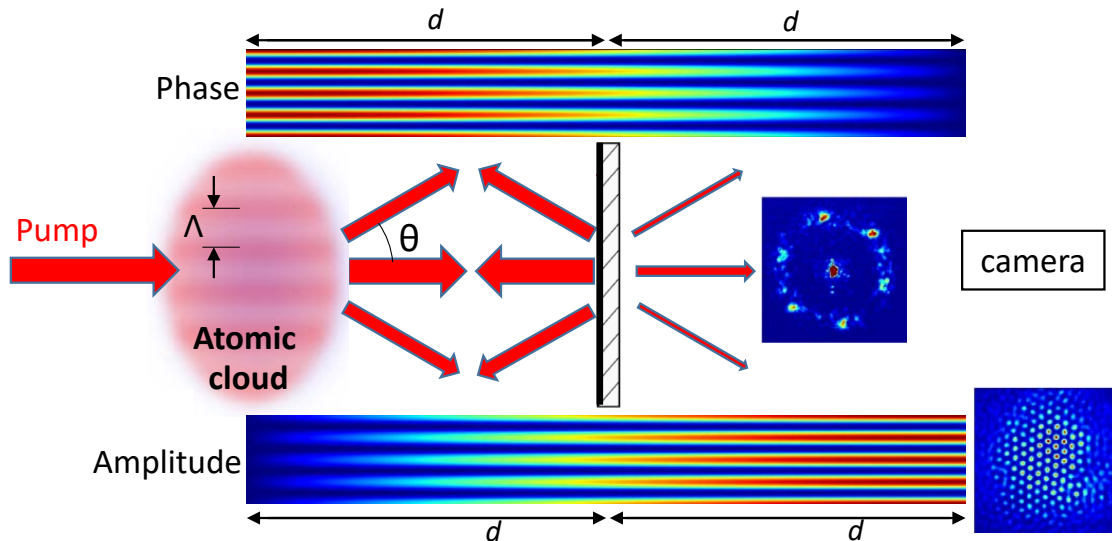 d
d
Phase
Λ
θ
Pump
camera
Atomic
cloud
Amplitude
d
d